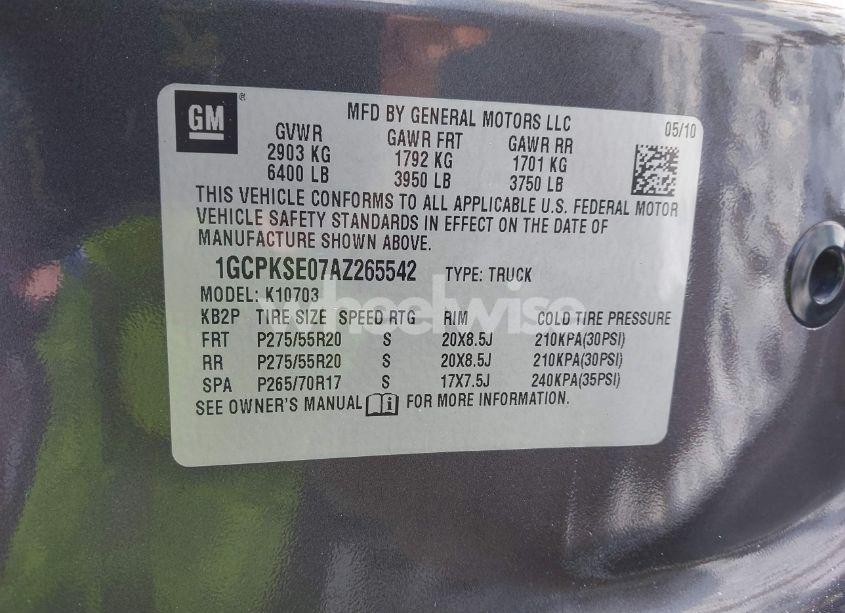 GM®
MFD BY GENERAL MOTORS LLC
05/10
GVWR GAWR FRT GAWR RR
2903 KG 1792 KG 1701 KG
6400 LB 3950 LB 3750 LB
THIS VEHICLE CONFORMS TO ALL APPLICABLE U.S. FEDERAL MOTOR
VEHICLE SAFETY STANDARDS IN EFFECT ON THE DATE OF
MANUFACTURE SHOWN ABOVE.
1GCPKSE07AZ265542 TYPE: TRUCK
MODEL: K10703
wheelwise
KB2P TIRE SIZE SPEED RTG RIM COLD TIRE PRESSURE
FRT P275/55R20 S 20X8.5J 210KPA(30PSI)
RR P275/55R20 S 20X8.5J 210KPA(30PSI)
SPA P265/70R17 S 17X7.5J 240KPA(35PSI)
SEE OWNER'S MANUAL i FOR MORE INFORMATION.